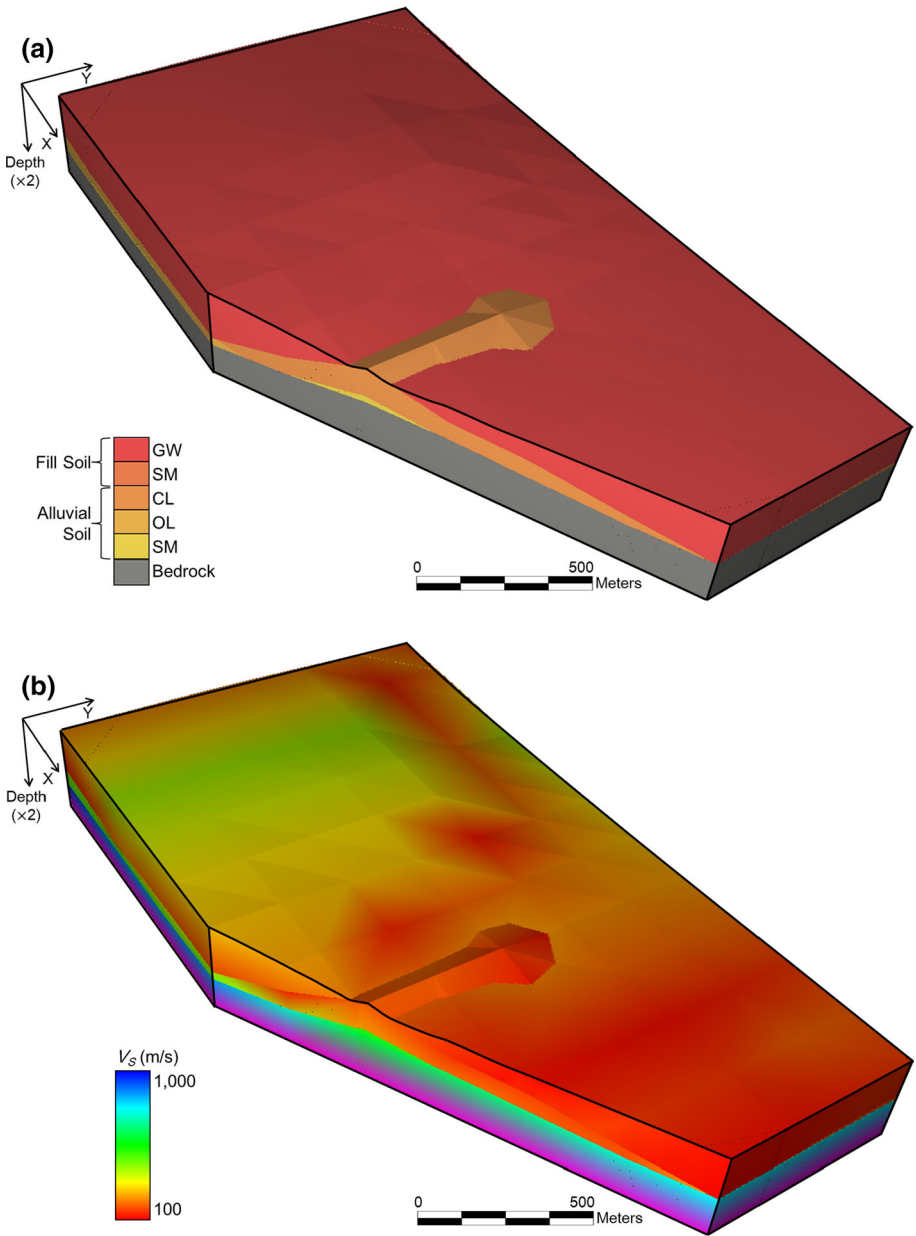 (a)
Y
X
Depth
(×2)
Fill Soil
GW
SM
Alluvial
Soil
CL
OL
SM
Bedrock
0 500
Meters
(b)
Y
X
Depth
(×2)
V_S (m/s)
1,000
100
0 500
Meters